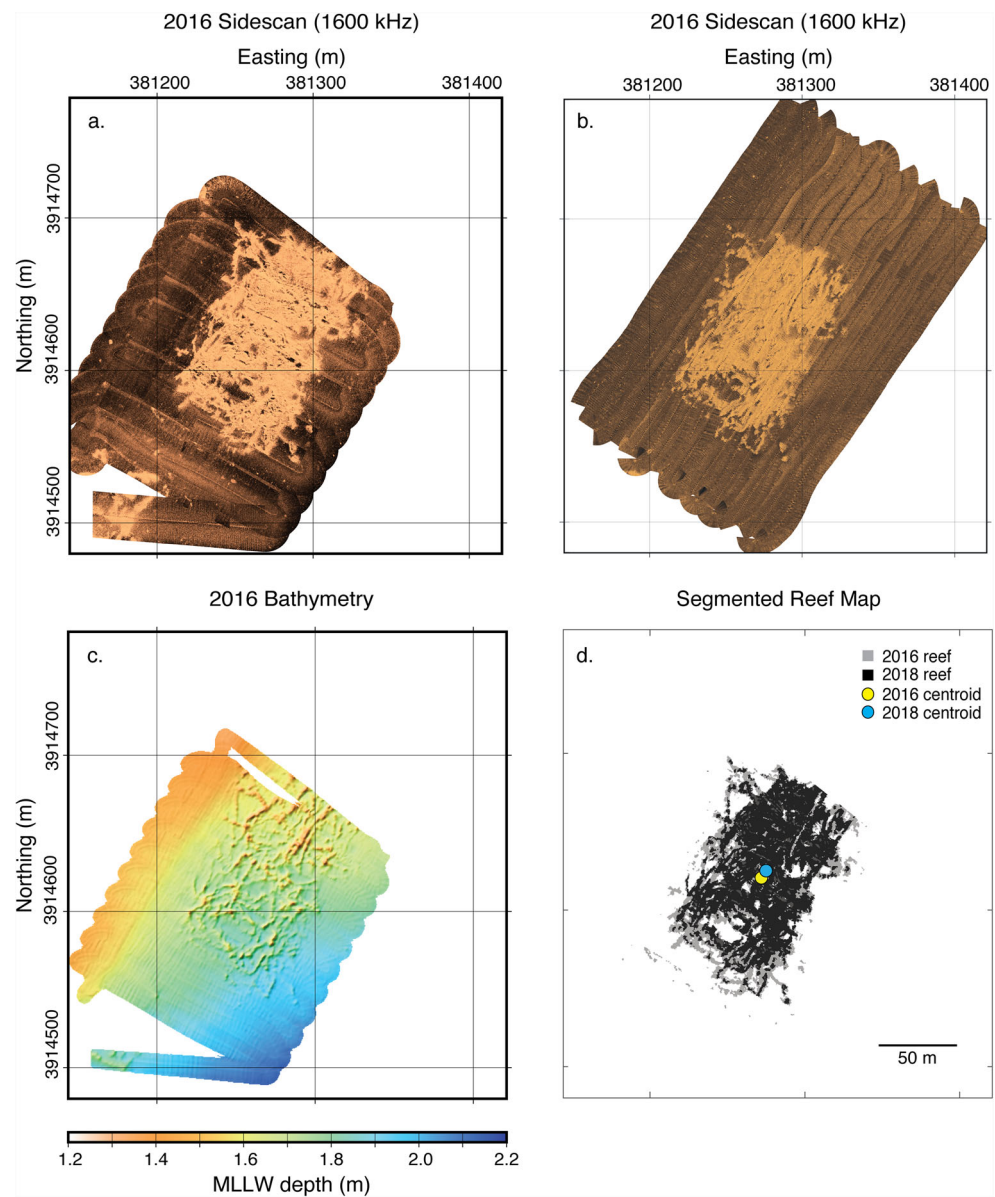 2016 Sidescan (1600 kHz)
Easting (m)
381200 381300 381400
a.
Northing (m)
3914700
3914600
3914500
2016 Sidescan (1600 kHz)
Easting (m)
381200 381300 381400
b.
2016 Bathymetry
c.
Northing (m)
3914700
3914600
3914500
1.2 1.4 1.6 1.8 2.0 2.2
MLLW depth (m)
Segmented Reef Map
d.
2016 reef
2018 reef
2016 centroid
2018 centroid
50 m